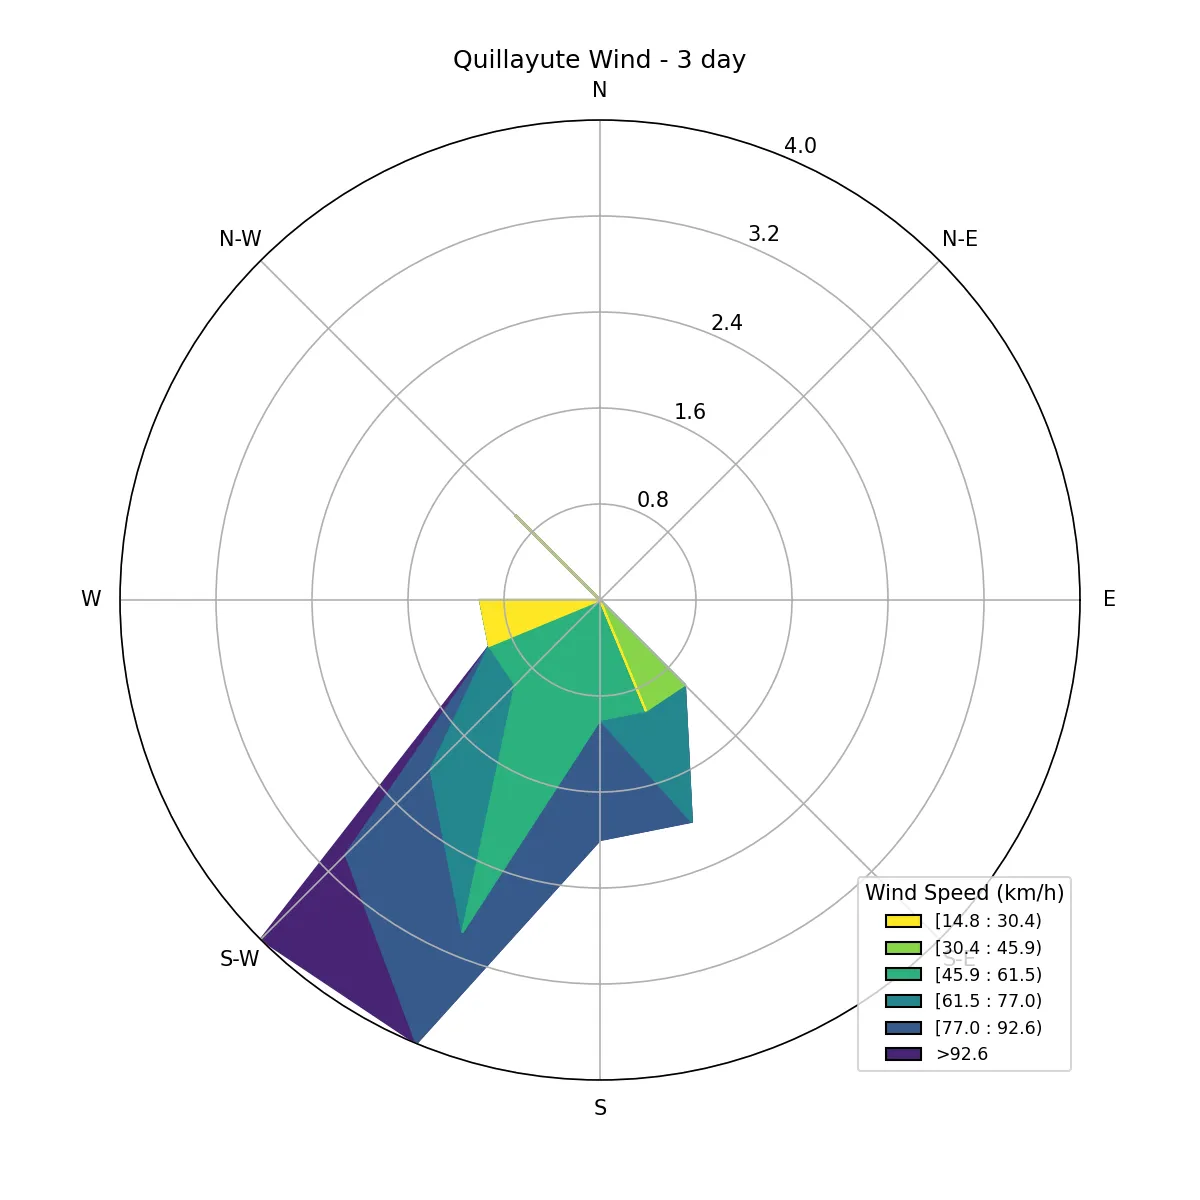 Quillayute Wind - 3 day
N
4.0
N-W
3.2
N-E
2.4
1.6
0.8
W
E
Wind Speed (km/h)
[14.8 : 30.4)
[30.4 : 45.9)
S-W
S-E
[45.9 : 61.5)
[61.5 : 77.0)
[77.0 : 92.6)
>92.6
S